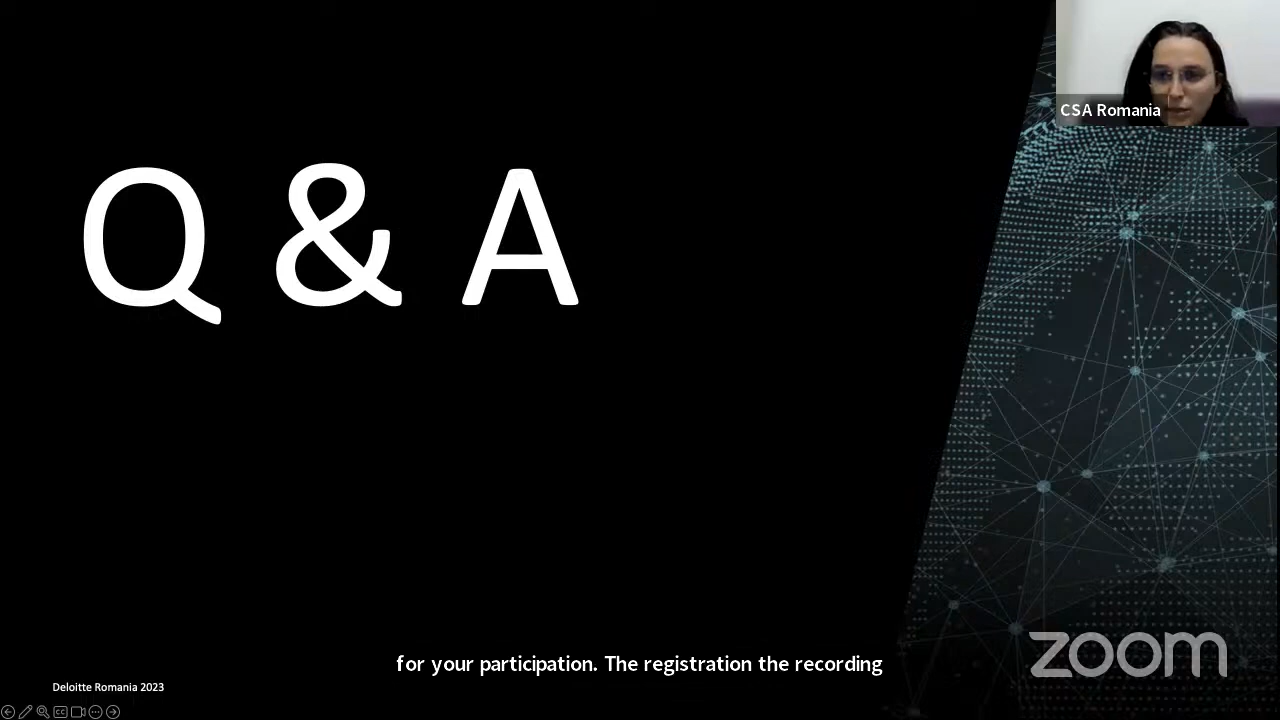 CSA Romania
Q & A
for your participation. The registration the recording
zoom
Deloitte Romania 2023